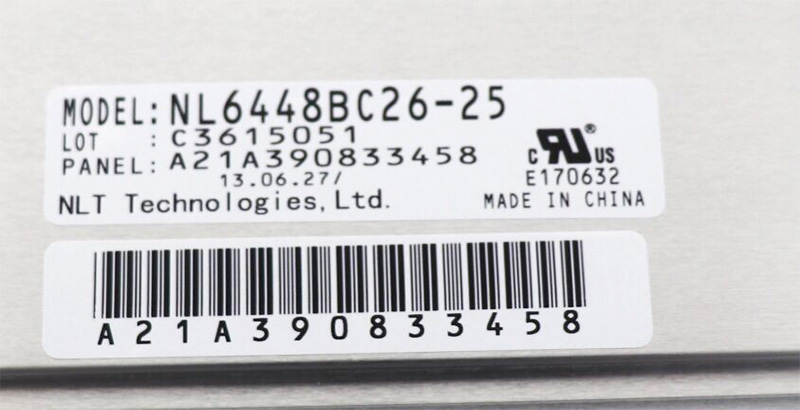 MODEL: NL6448BC26-25
LOT : C3615051
PANEL: A21A390833458
13.06.27/
NLT Technologies, Ltd.
c RU ® US
E170632
MADE IN CHINA
A21A390833458